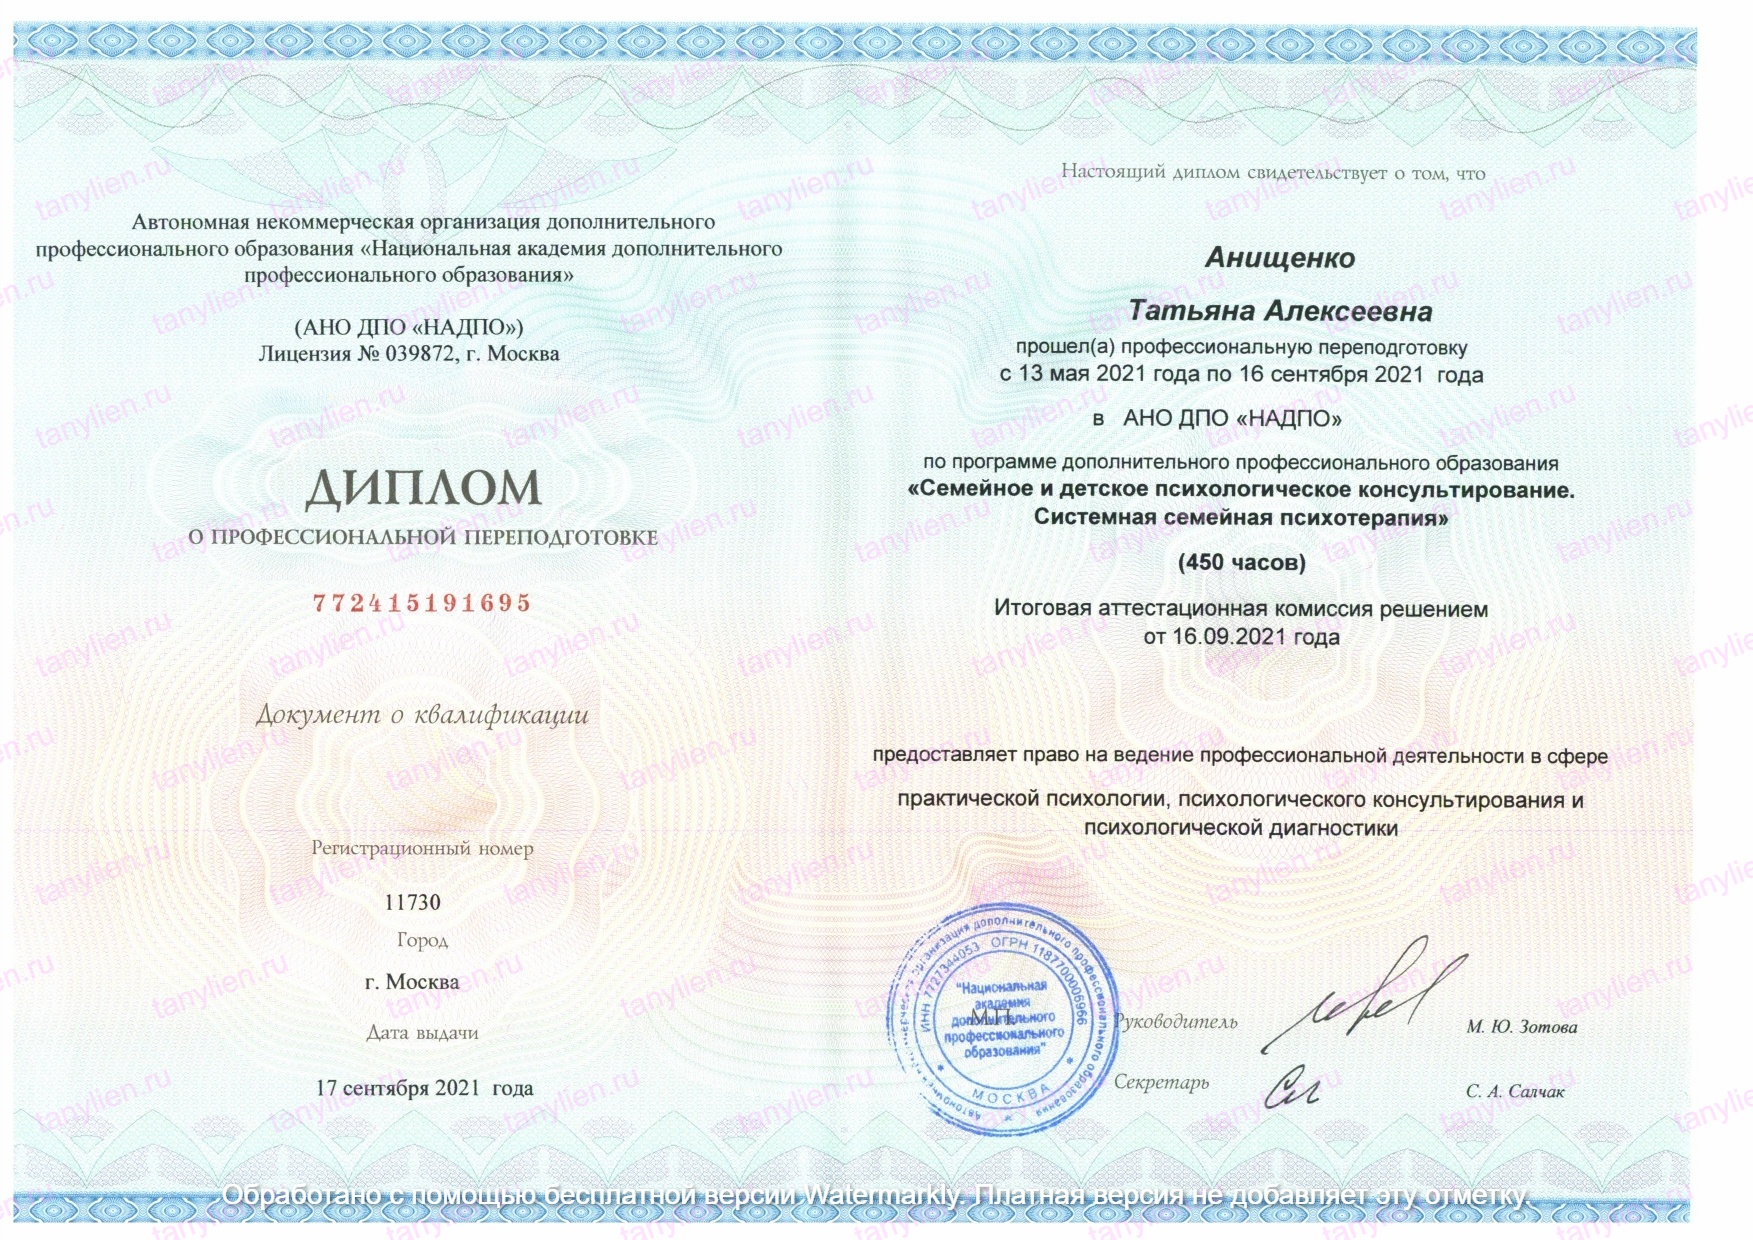 Автономная некоммерческая организация дополнительного
профессионального образования «Национальная академия дополнительного
профессионального образования»
(АНО ДПО «НАДПО»)
Лицензия № 039872, г. Москва
ДИПЛОМ
О ПРОФЕССИОНАЛЬНОЙ ПЕРЕПОДГОТОВКЕ
772415191695
Документ о квалификации
Регистрационный номер
11730
Город
г. Москва
Дата выдачи
17 сентября 2021 года
Настоящий диплом свидетельствует о том, что
Анищенко
Татьяна Алексеевна
прошел(а) профессиональную переподготовку
с 13 мая 2021 года по 16 сентября 2021 года
в АНО ДПО «НАДПО»
по программе дополнительного профессионального образования
«Семейное и детское психологическое консультирование.
Системная семейная психотерапия»
(450 часов)
Итоговая аттестационная комиссия решением
от 16.09.2021 года
предоставляет право на ведение профессиональной деятельности в сфере
практической психологии, психологического консультирования и
психологической диагностики
ИНН 7727344053 ОГРН 1187700006966
"Национальная
академия
дополнительного
профессионального
образования"
МОСКВА
М.П.
Руководитель
М. Ю. Зотова
Секретарь
С. А. Салчак
Обработано с помощью бесплатной версии Watermarkly. Платная версия не добавляет эту отметку.
tanylien.ru